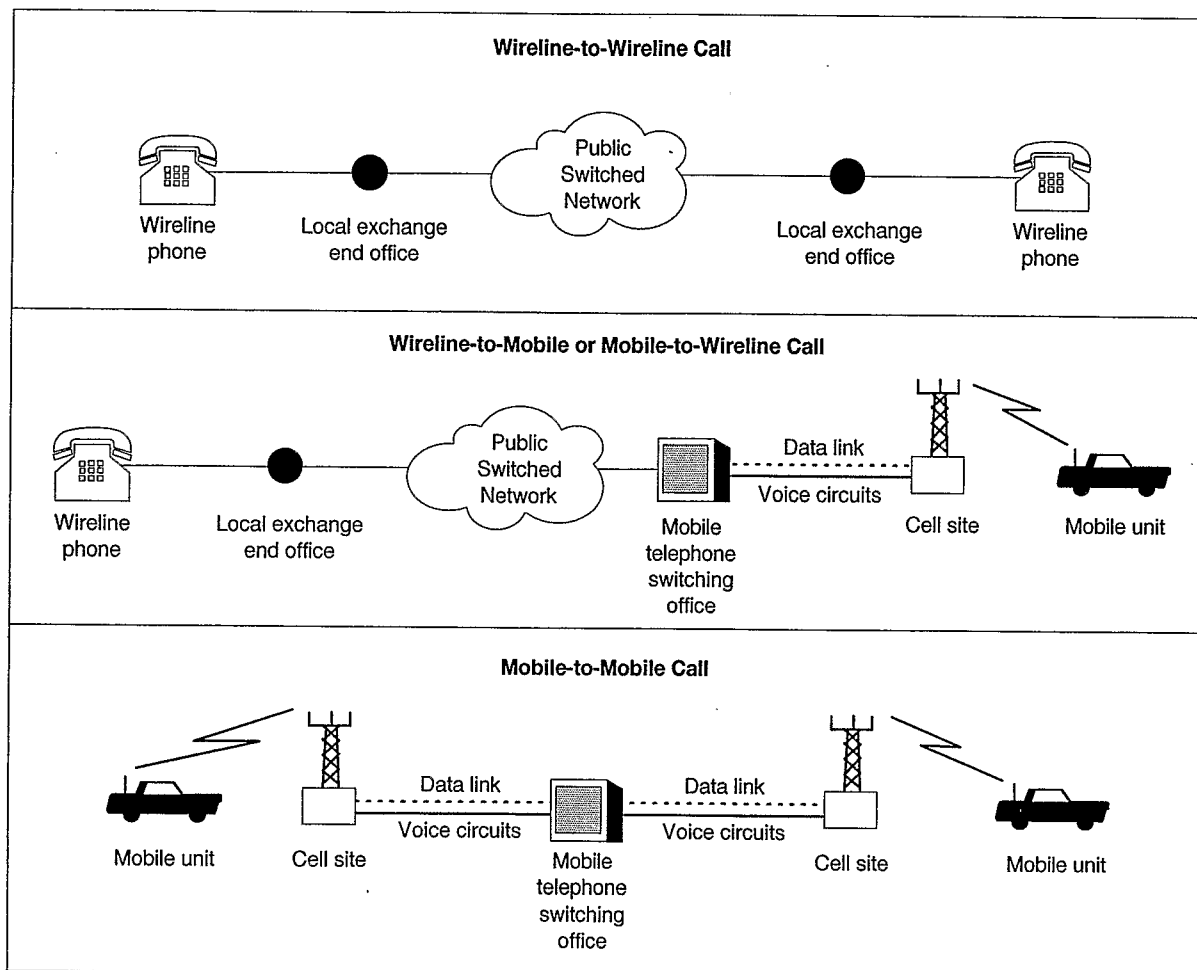 Wireline-to-Wireline Call
Public
Switched
Network
Wireline
phone
Local exchange
end office
Local exchange
end office
Wireline
phone
Wireline-to-Mobile or Mobile-to-Wireline Call
Public
Switched
Network
Data link
Voice circuits
Wireline
phone
Local exchange
end office
Mobile
telephone
switching
office
Cell site
Mobile unit
Mobile-to-Mobile Call
Data link
Data link
Voice circuits
Voice circuits
Mobile unit
Cell site
Mobile
telephone
switching
office
Cell site
Mobile unit